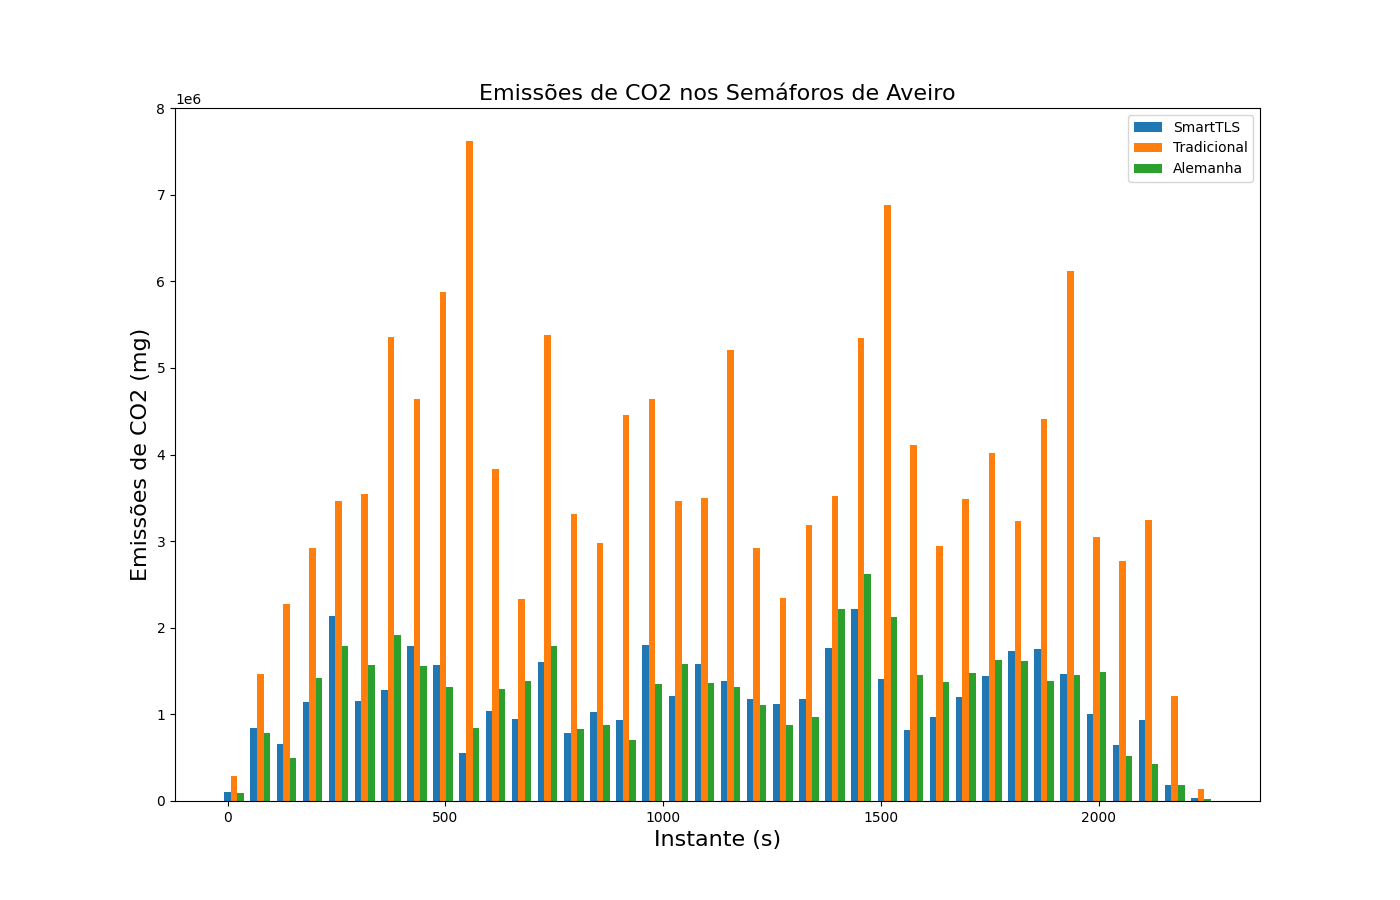 Emissões de CO2 nos Semáforos de Aveiro
1e6
8
7
6
5
4
3
2
1
0
Emissões de CO2 (mg)
SmartTLS
Tradicional
Alemanha
0 500 1000 1500 2000
Instante (s)